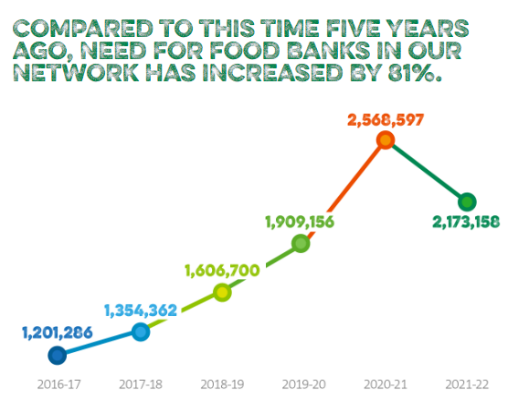 COMPARED TO THIS TIME FIVE YEARS
AGO, NEED FOR FOOD BANKS IN OUR
NETWORK HAS INCREASED BY 81%.
2,568,597
1,909,156
2,173,158
1,606,700
1,354,362
1,201,286
2016-17 2017-18 2018-19 2019-20 2020-21 2021-22